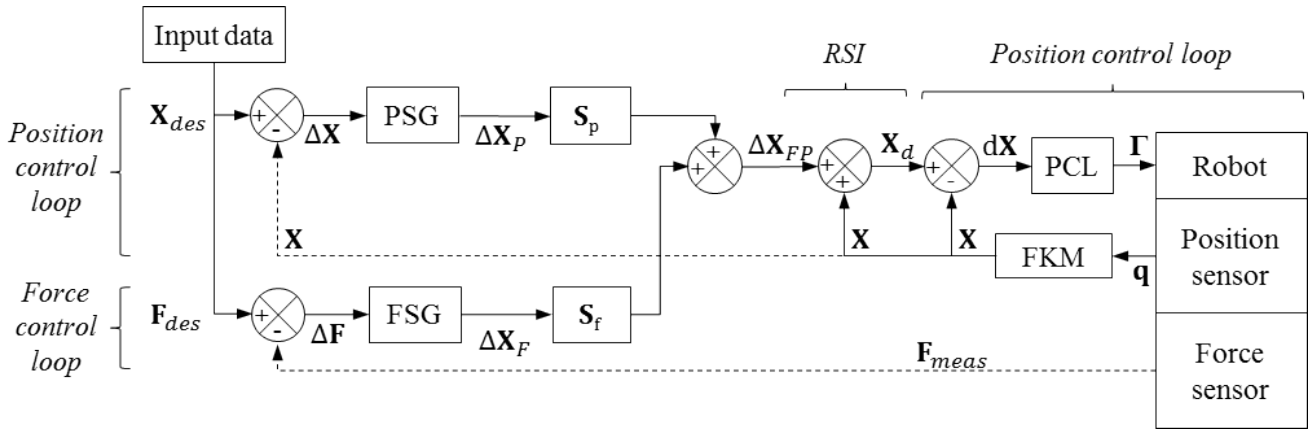 Input data
RSI
Position control loop
Position
control
loop
X_des
+
-
ΔX
PSG
ΔX_P
S_p
+
+
ΔX_FP
+
+
X_d
+
-
dX
PCL
Γ
Robot
X
X
X
FKM
q
Position
sensor
Force
control
loop
F_des
+
-
ΔF
FSG
ΔX_F
S_f
F_meas
Force
sensor